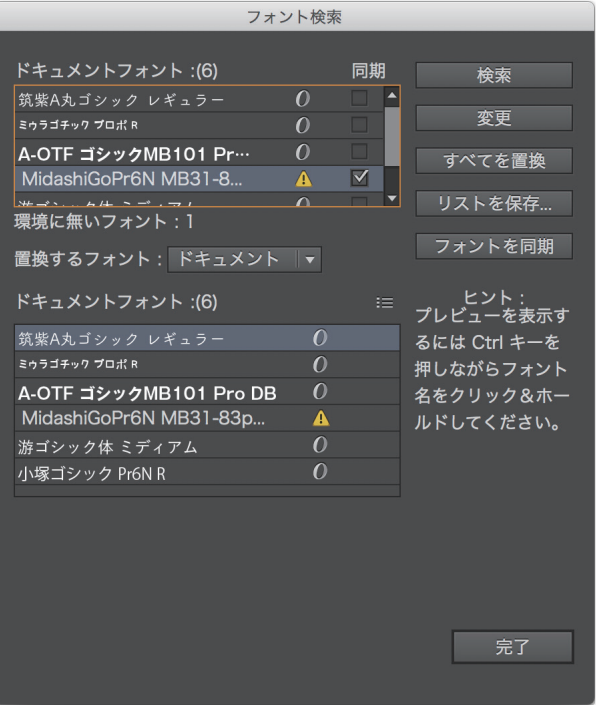 フォント検索
ドキュメントフォント :(6)
同期
筑紫A丸ゴシック レギュラー
ミウラゴチック プロポ R
A-OTF ゴシックMB101 Pr…
MidashiGoPr6N MB31-8...
游ゴシック体 ミディアム
環境に無いフォント : 1
置換するフォント : ドキュメント
ドキュメントフォント :(6)
筑紫A丸ゴシック レギュラー
ミウラゴチック プロポ R
A-OTF ゴシックMB101 Pro DB
MidashiGoPr6N MB31-83p...
游ゴシック体 ミディアム
小塚ゴシック Pr6N R
検索
変更
すべてを置換
リストを保存...
フォントを同期
ヒント :
プレビューを表示す
るには Ctrl キーを
押しながらフォント
名をクリック＆ホー
ルドしてください。
完了